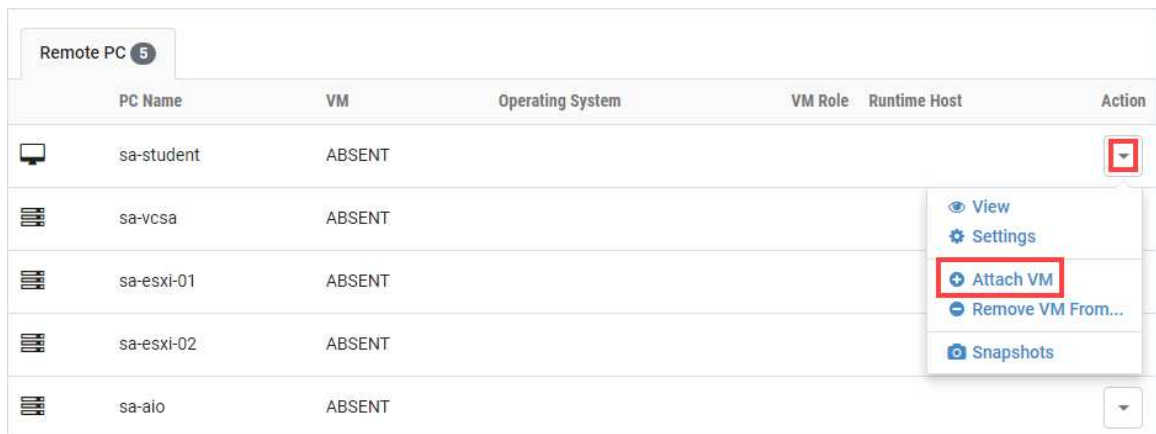 Remote PC 5
PC Name VM Operating System VM Role Runtime Host Action
sa-student ABSENT
View
sa-vcsa ABSENT
Settings
sa-esxi-01 ABSENT
Attach VM
Remove VM From...
sa-esxi-02 ABSENT
Snapshots
sa-aio ABSENT